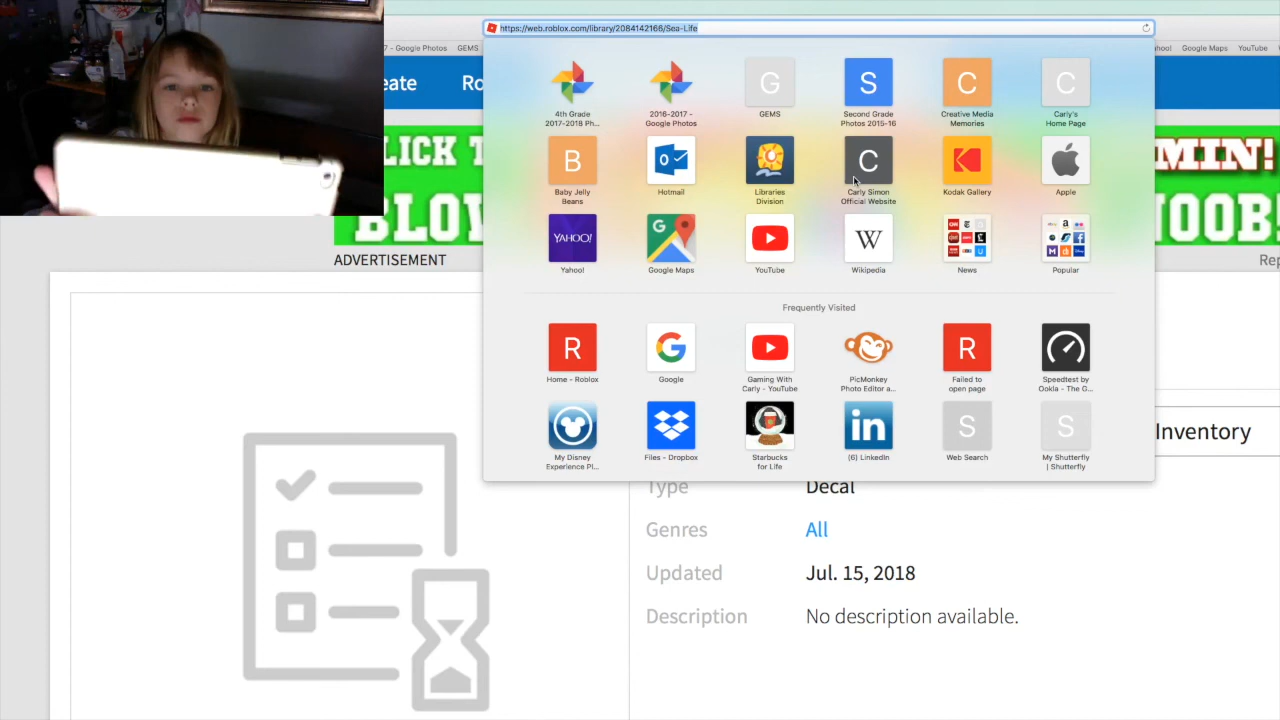 https://web.roblox.com/library/2084142166/Sea-Life
7 - Google Photos GEMS
Google Maps YouTube
eate
Ro
LICK T
MIN!
BLOV
NOOB!
ADVERTISEMENT
Rep
G S C C
4th Grade 2016-2017 - GEMS Second Grade Creative Media Carly's
2017-2018 Ph... Google Photos Photos 2015-16 Memories Home Page
B C
Baby Jelly Hotmail Libraries Carly Simon Kodak Gallery Apple
Beans Division Official Website
YAHOO! G W
Yahoo! Google Maps YouTube Wikipedia News Popular
Frequently Visited
R G R
Home - Roblox Google Gaming With PicMonkey Failed to Speedtest by
Carly - YouTube Photo Editor a... open page Ookla - The G...
in S S
My Disney Files - Dropbox Starbucks (6) LinkedIn Web Search My Shutterfly
Experience Pl... for Life | Shutterfly
Inventory
Type Decal
Genres All
Updated Jul. 15, 2018
Description No description available.